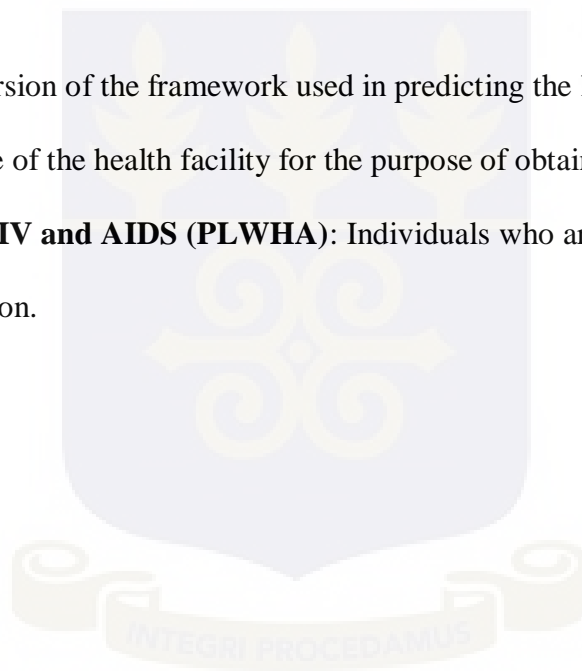 rsion of the framework used in predicting the
e of the health facility for the purpose of obtai
IV and AIDS (PLWHA): Individuals who a
on.
INTEGRI PROCEDAMUS